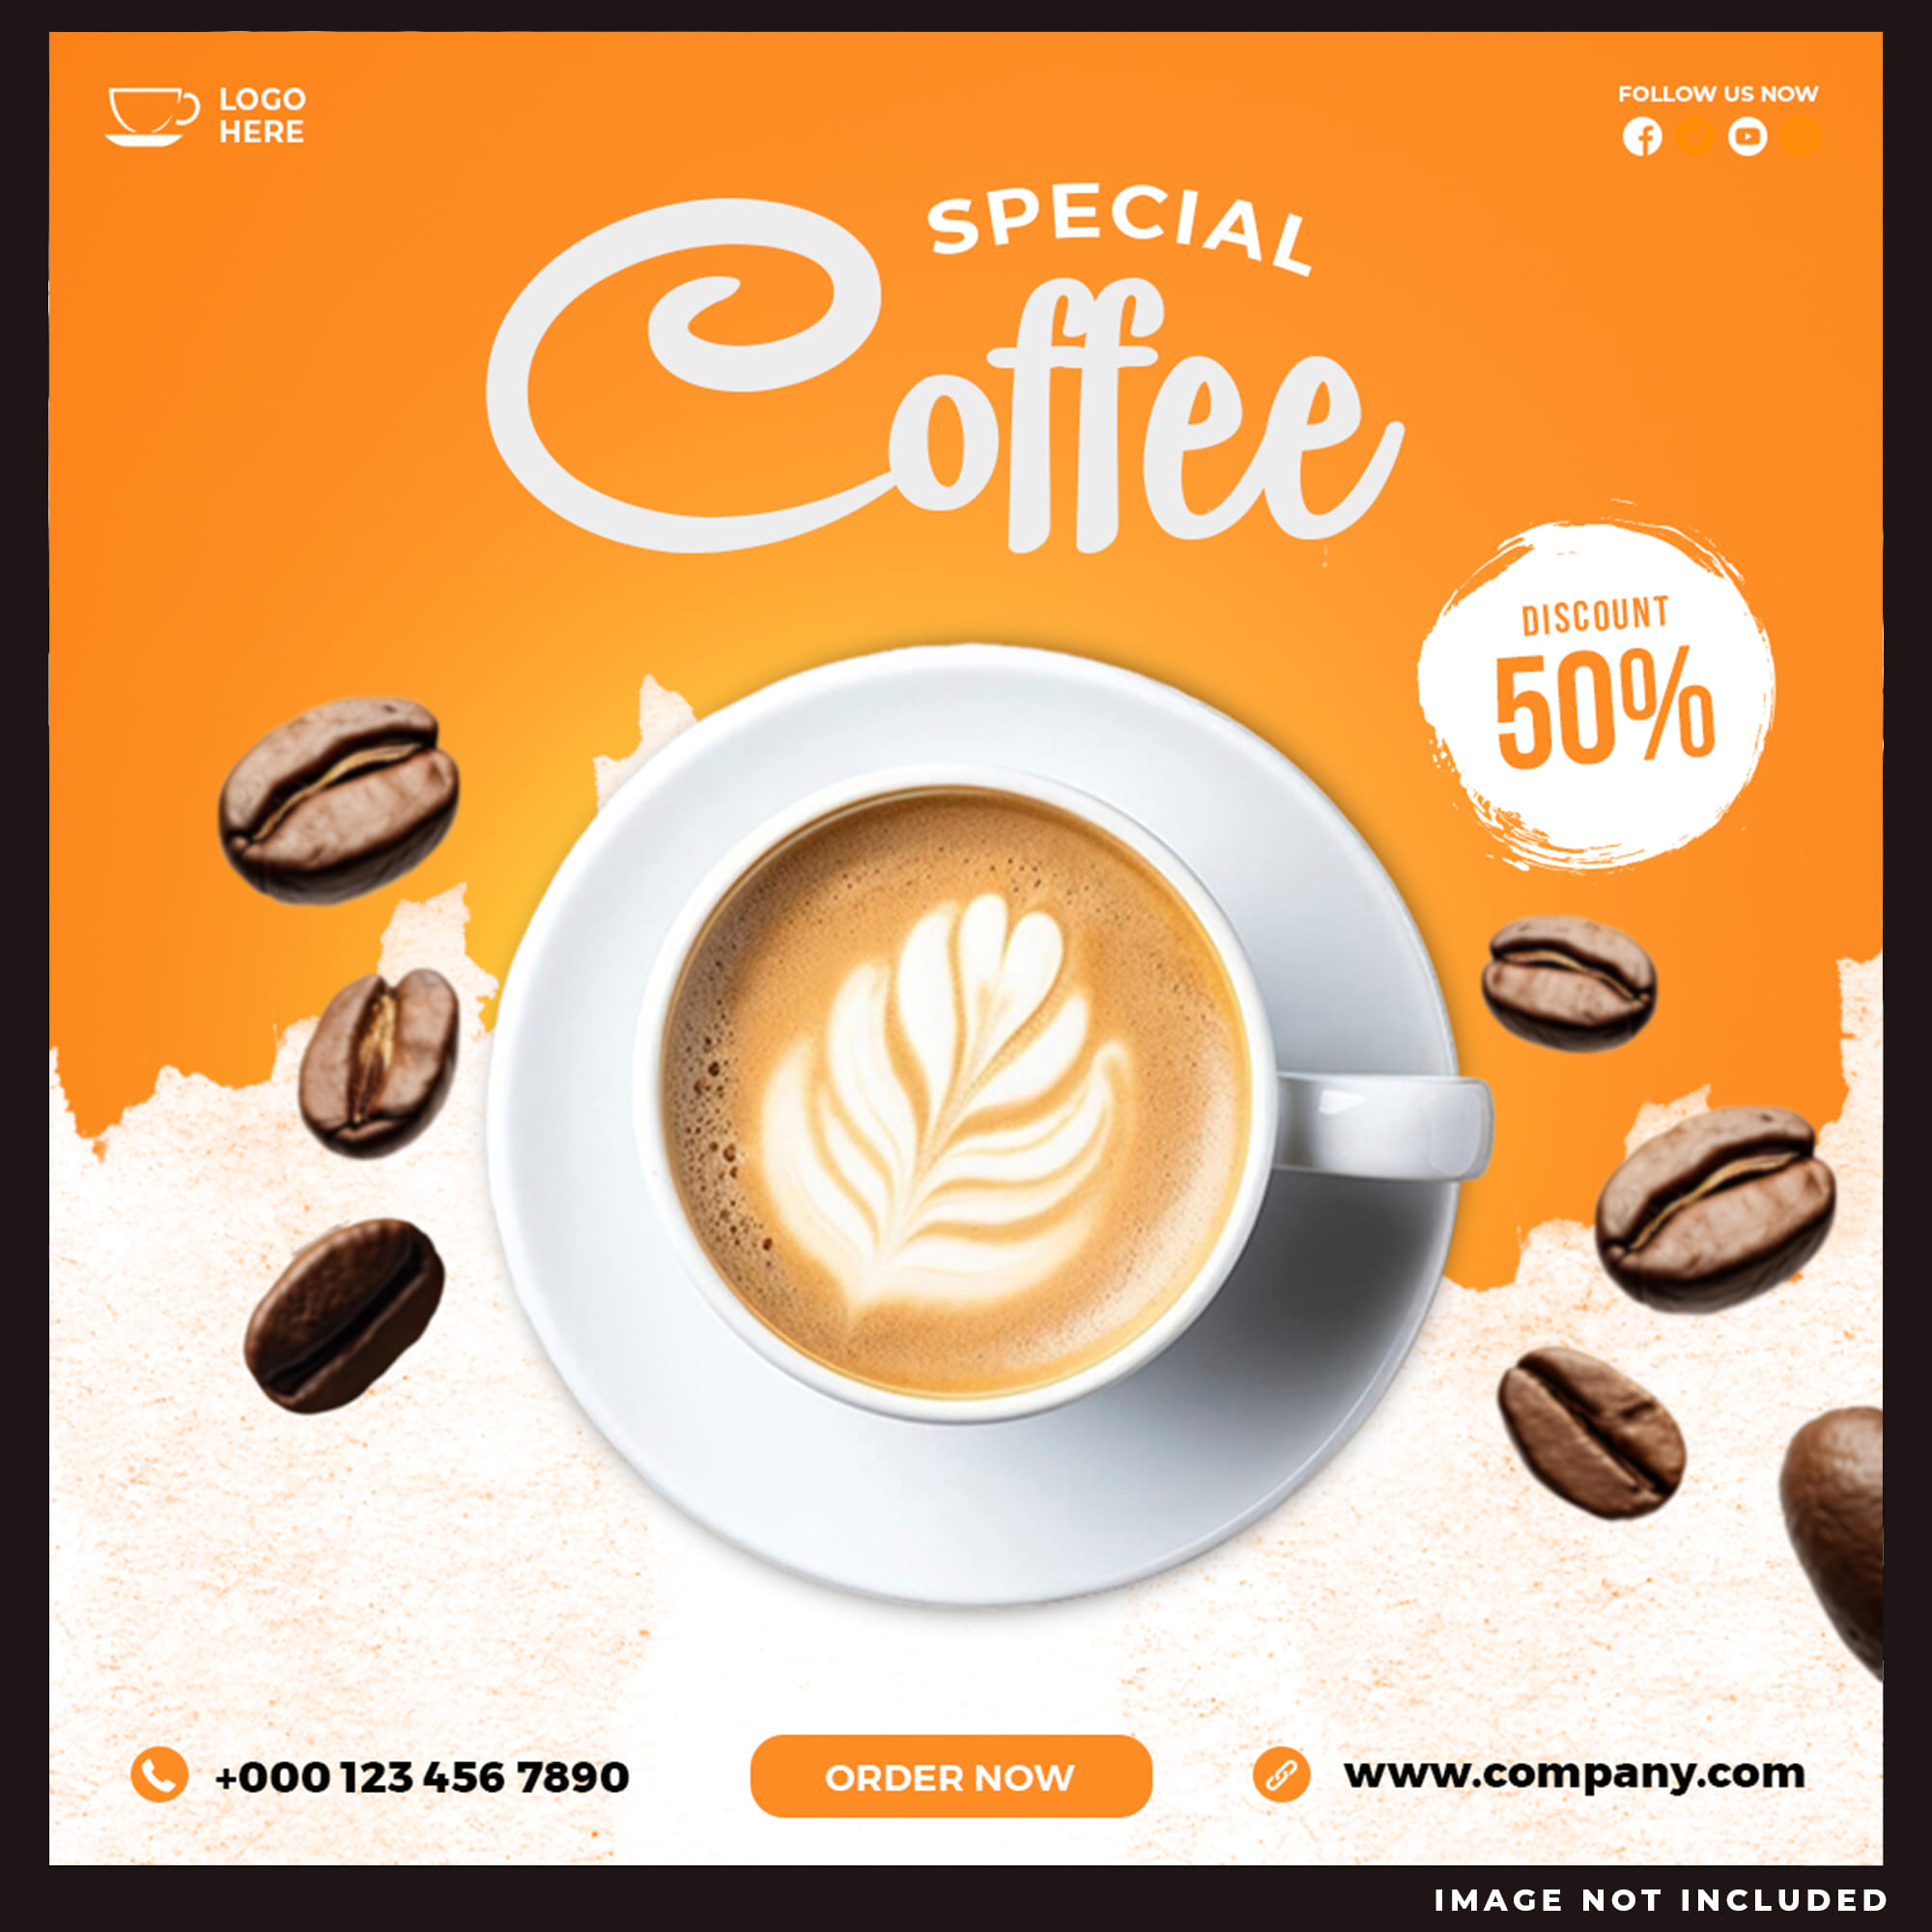 LOGO
HERE
FOLLOW US NOW
SPECIAL
Coffee
DISCOUNT
50%
+000 123 456 7890
ORDER NOW
www.company.com
IMAGE NOT INCLUDED